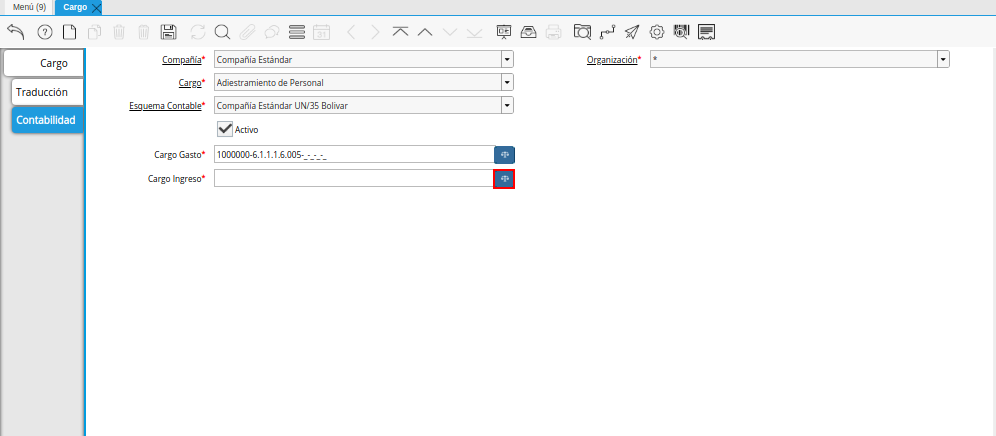 Menú (9) Cargo
?
31
Cargo
Traducción
Contabilidad
Compañía* Compañía Estándar Organización* *
Cargo* Adiestramiento de Personal
Esquema Contable* Compañía Estándar UN/35 Bolivar
Activo
Cargo Gasto* 1000000-6.1.1.1.6.005-_-_-_-_
Cargo Ingreso*